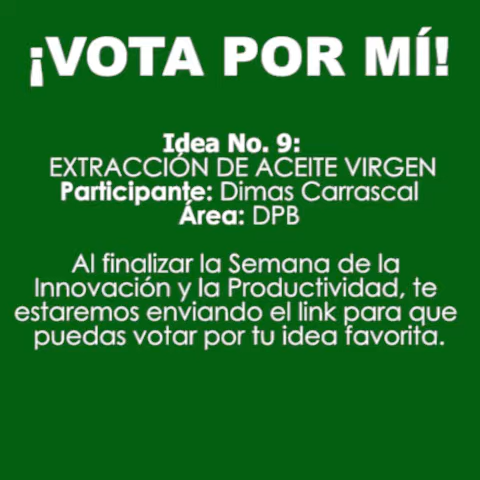 ¡VOTA POR MÍ!
Idea No. 9:
EXTRACCIÓN DE ACEITE VIRGEN
Participante: Dimas Carrascal
Área: DPB
Al finalizar la Semana de la
Innovación y la Productividad, te
estaremos enviando el link para que
puedas votar por tu idea favorita.